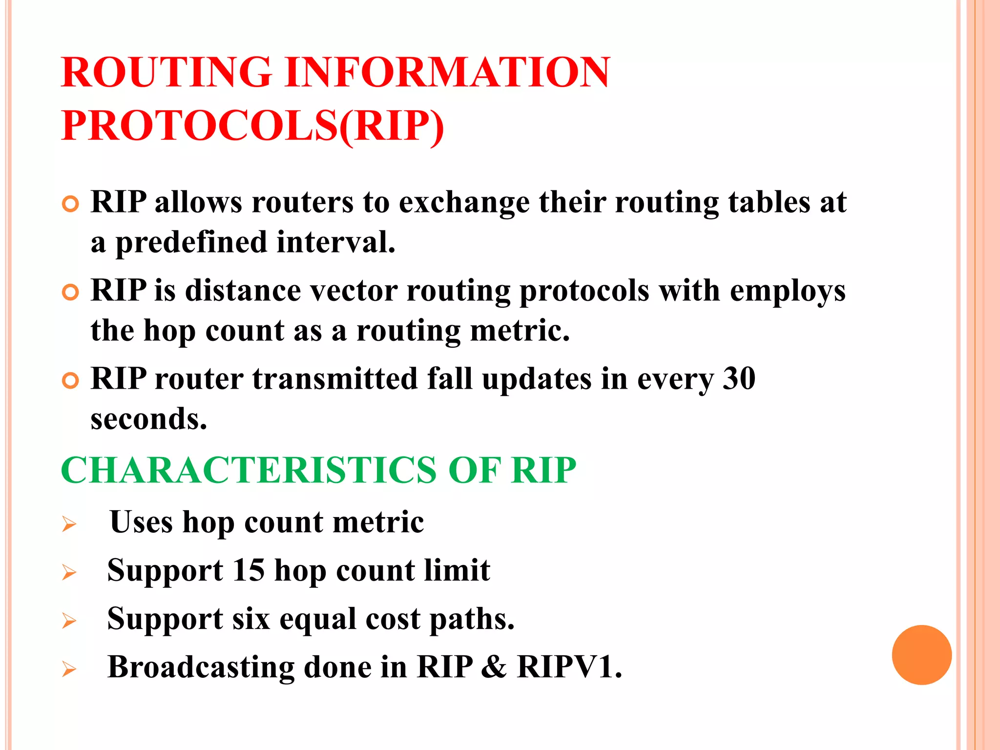 ROUTING INFORMATION
PROTOCOLS(RIP)
RIP allows routers to exchange their routing tables at
a predefined interval.
RIP is distance vector routing protocols with employs
the hop count as a routing metric.
RIP router transmitted fall updates in every 30
seconds.
CHARACTERISTICS OF RIP
Uses hop count metric
Support 15 hop count limit
Support six equal cost paths.
Broadcasting done in RIP & RIPV1.